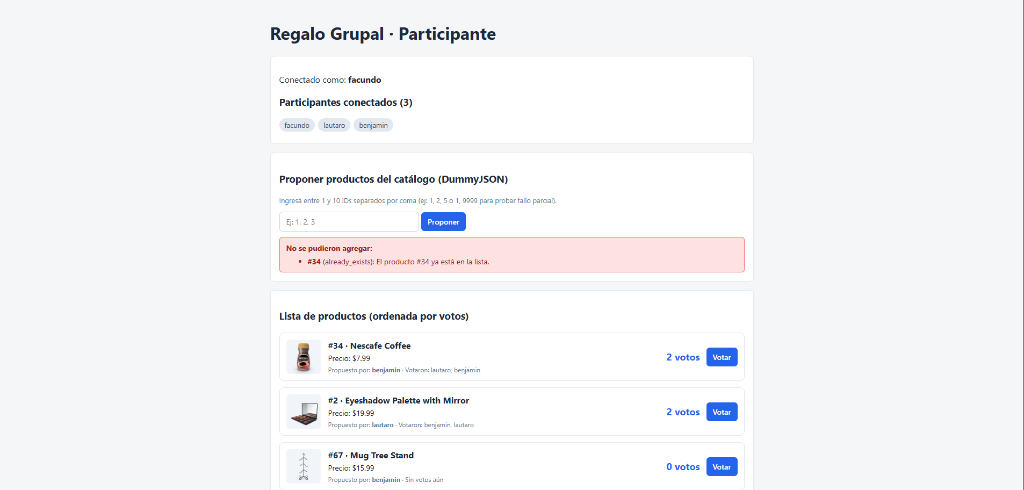 Regalo Grupal · Participante
Conectado como: facundo
Participantes conectados (3)
facundo lautaro benjamin
Proponer productos del catálogo (DummyJSON)
Ingresá entre 1 y 10 IDs separados por coma (ej: 1, 2, 5 o 1, 9999 para probar fallo parcial).
Ej: 1, 2, 3 Proponer
No se pudieron agregar:
• #34 (already_exists): El producto #34 ya está en la lista.
Lista de productos (ordenada por votos)
#34 · Nescafe Coffee
Precio: $7.99
Propuesto por: benjamin · Votaron: lautaro, benjamin
2 votos Votar
#2 · Eyeshadow Palette with Mirror
Precio: $19.99
Propuesto por: lautaro · Votaron: benjamin, lautaro
2 votos Votar
#67 · Mug Tree Stand
Precio: $15.99
Propuesto por: benjamin · Sin votos aún
0 votos Votar